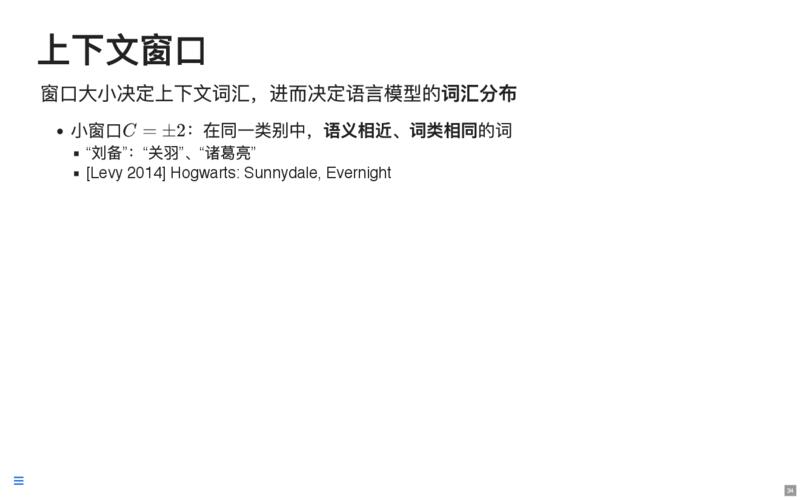 上下文窗口
窗口大小决定上下文词汇，进而决定语言模型的词汇分布
小窗口C = ±2：在同一类别中，语义相近、词类相同的词
“刘备”：“关羽”、“诸葛亮”
[Levy 2014] Hogwarts: Sunnydale, Evernight
34